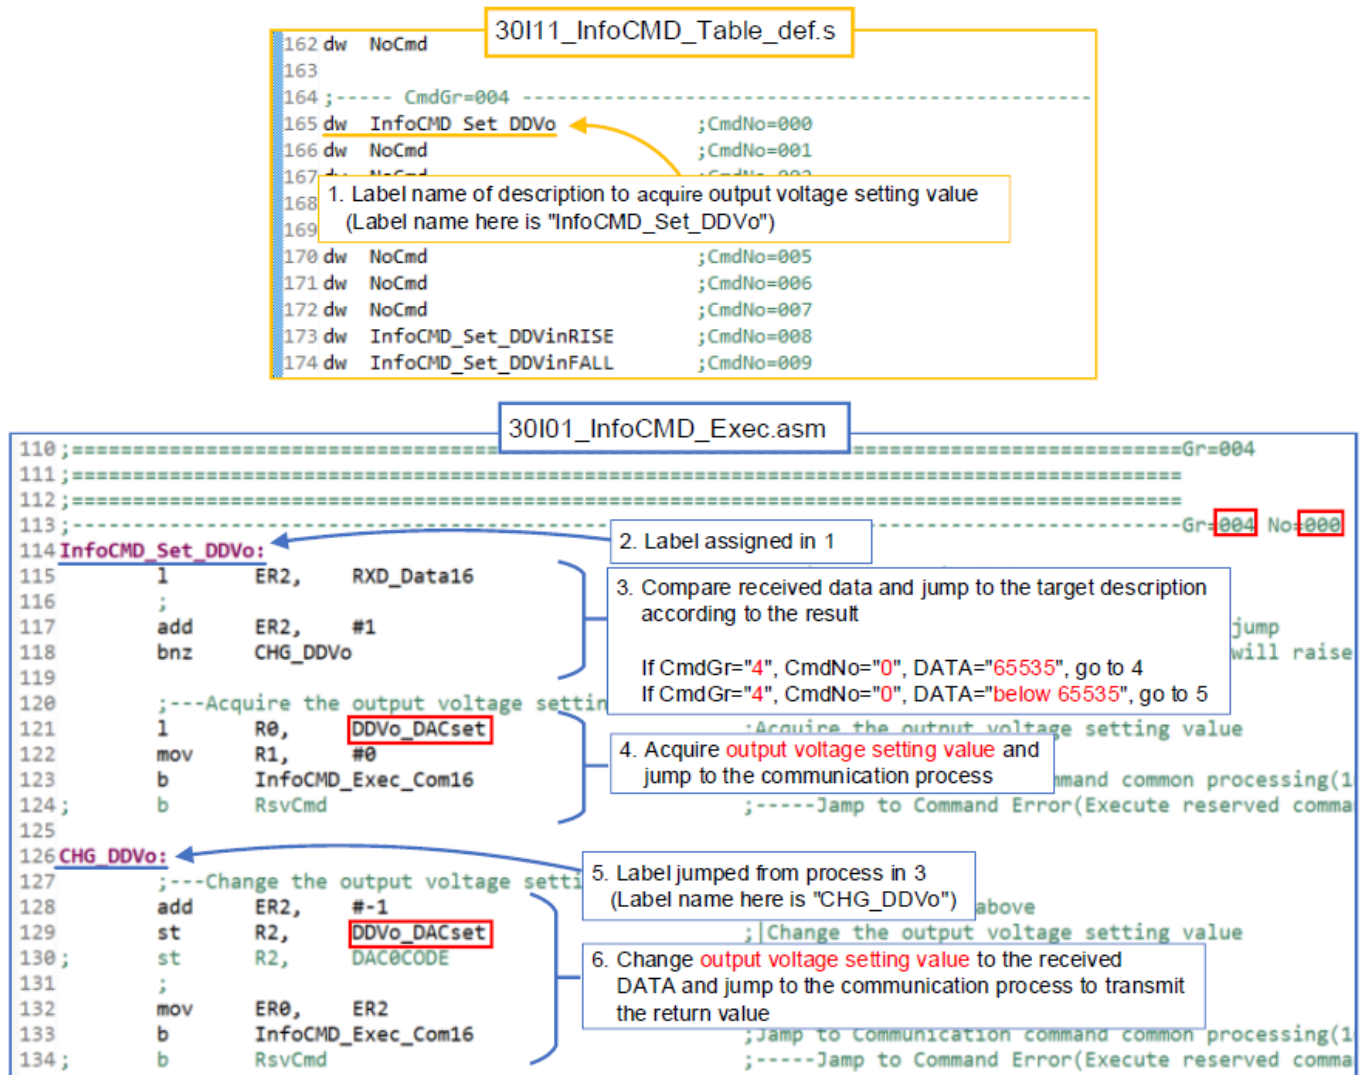 30I11_InfoCMD_Table_def.s
162 dw NoCmd
163
164 ;----- CmdGr=004 --------------------------------------------------
165 dw InfoCMD_Set_DDVo ;CmdNo=000
166 dw NoCmd ;CmdNo=001
167
1. Label name of description to acquire output voltage setting value
168
(Label name here is "InfoCMD_Set_DDVo")
169
170 dw NoCmd ;CmdNo=005
171 dw NoCmd ;CmdNo=006
172 dw NoCmd ;CmdNo=007
173 dw InfoCMD_Set_DDVinRISE ;CmdNo=008
174 dw InfoCMD_Set_DDVinFALL ;CmdNo=009
30I01_InfoCMD_Exec.asm
110 ;==================================================Gr=004
111 ;==================================================
112 ;==================================================
113 ;--------------------------------------------------Gr=004 No=000
114 InfoCMD_Set_DDVo:
2. Label assigned in 1
115 l ER2, RXD_Data16
116 ;
117 add ER2, #1 jump
118 bnz CHG_DDVo will raise
119
3. Compare received data and jump to the target description
according to the result
If CmdGr="4", CmdNo="0", DATA="65535", go to 4
If CmdGr="4", CmdNo="0", DATA="below 65535", go to 5
120 ;---Acquire the output voltage settin
121 l R0, DDVo_DACset ;Acquire the output voltage setting value
122 mov R1, #0
123 b InfoCMD_Exec_Com16 mmand common processing(1
124 ; b RsvCmd ;-----Jamp to Command Error(Execute reserved comma
4. Acquire output voltage setting value and
jump to the communication process
125
126 CHG_DDVo:
127 ;---Change the output voltage setti
5. Label jumped from process in 3
(Label name here is "CHG_DDVo")
128 add ER2, #-1 above
129 st R2, DDVo_DACset ;|Change the output voltage setting value
130 ; st R2, DAC0CODE
131 ;
132 mov ER0, ER2
6. Change output voltage setting value to the received
DATA and jump to the communication process to transmit
the return value
133 b InfoCMD_Exec_Com16 ;Jamp to Communication command common processing(1
134 ; b RsvCmd ;-----Jamp to Command Error(Execute reserved comma